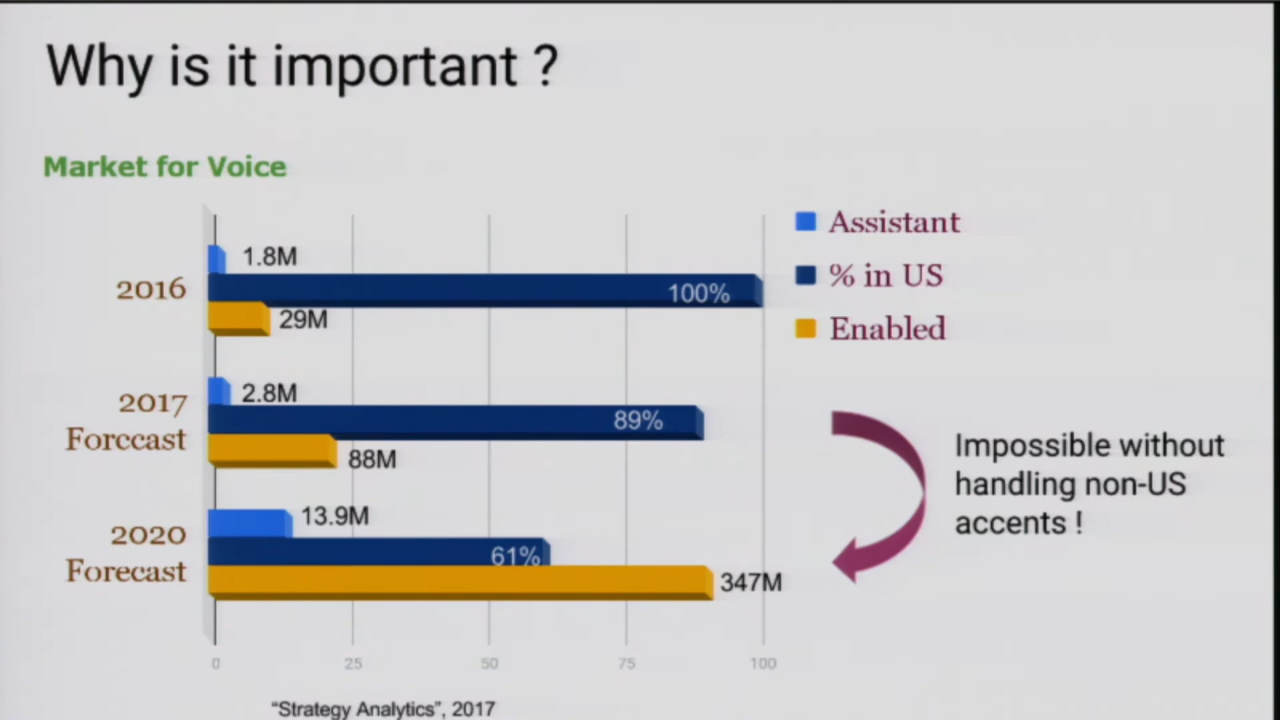 Why is it important ?
Market for Voice
Assistant
% in US
Enabled
2016
1.8M
100%
29M
2017
Forccast
2.8M
89%
88M
2020
Forecast
13.9M
61%
347M
Impossible without
handling non-US
accents !
0 25 50 75 100
“Strategy Analytics”, 2017